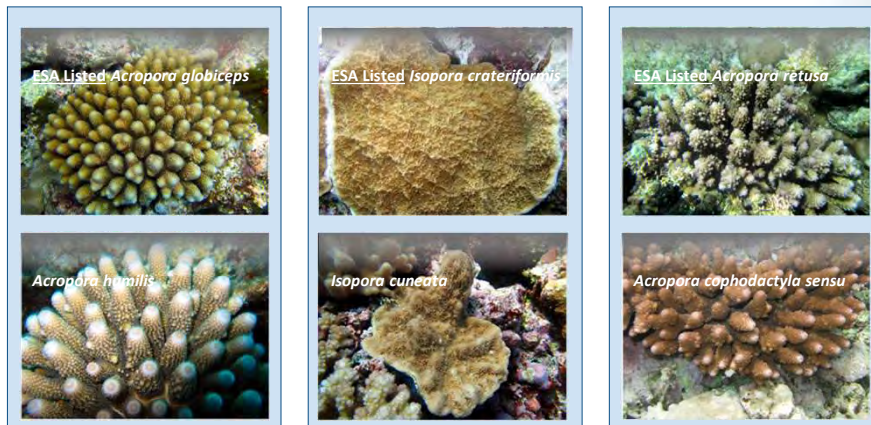 ESA Listed Acropora globiceps
ESA Listed Isopora crateriformis
ESA Listed Acropora retusa
Acropora humilis
Isopora cuneata
Acropora cophodactyla sensu